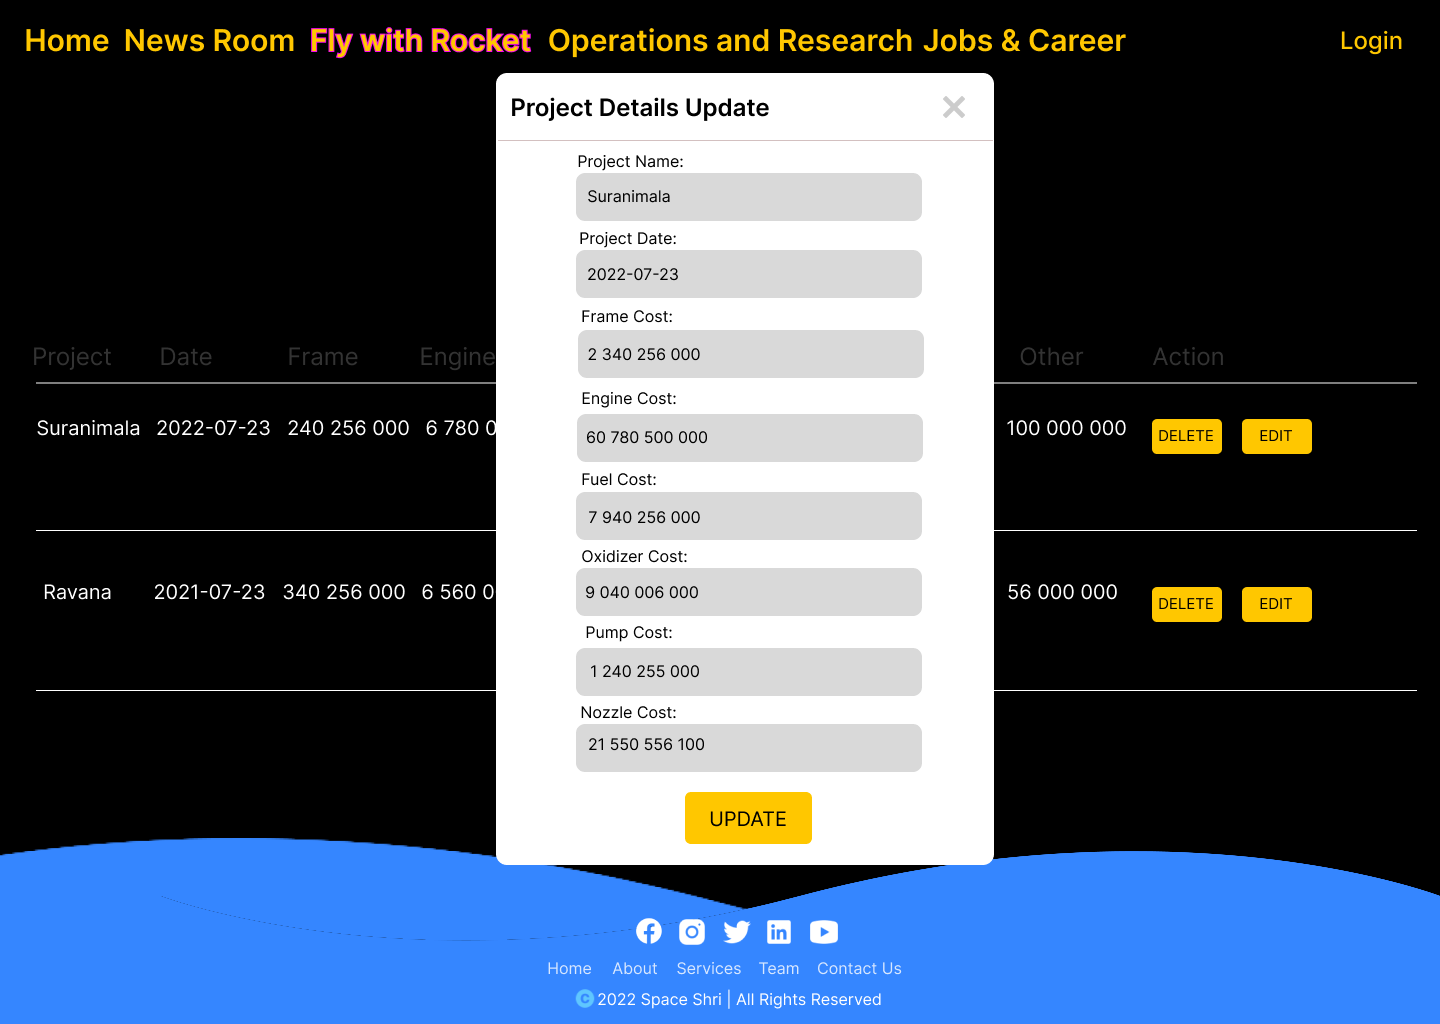 Home News Room Fly with Rocket Operations and Research Jobs & Career Login
Project Details Update
Project Name:
Suranimala
Project Date:
2022-07-23
Frame Cost:
2 340 256 000
Engine Cost:
60 780 500 000
Fuel Cost:
7 940 256 000
Oxidizer Cost:
9 040 006 000
Pump Cost:
1 240 255 000
Nozzle Cost:
21 550 556 100
UPDATE
Project Date Frame Engine Other Action
Suranimala 2022-07-23 240 256 000 6 780 0 100 000 000 DELETE EDIT
Ravana 2021-07-23 340 256 000 6 560 0 56 000 000 DELETE EDIT
Home About Services Team Contact Us
© 2022 Space Shri | All Rights Reserved